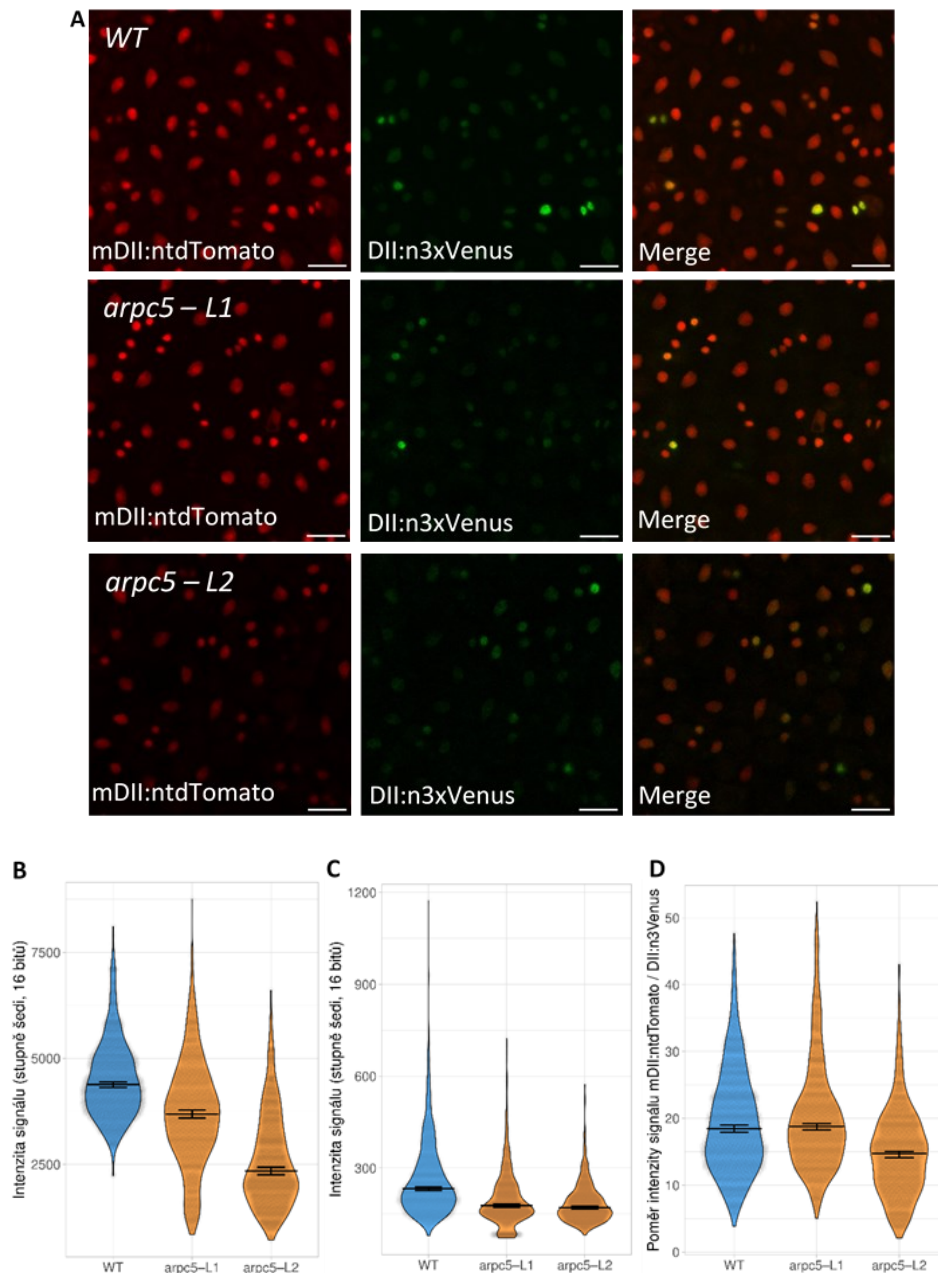 A
WT
mDII:ntdTomato
DII:n3xVenus
Merge
arpc5 – L1
mDII:ntdTomato
DII:n3xVenus
Merge
arpc5 – L2
mDII:ntdTomato
DII:n3xVenus
Merge
B
Intenzita signálu (stupně šedi, 16 bitů)
7500
5000
2500
WT
arpc5–L1
arpc5–L2
C
Intenzita signálu (stupně šedi, 16 bitů)
1200
900
600
300
WT
arpc5–L1
arpc5–L2
D
Poměr intenzity signálu mDII:ntdTomato / DII:n3Venus
50
40
30
20
10
0
WT
arpc5–L1
arpc5–L2